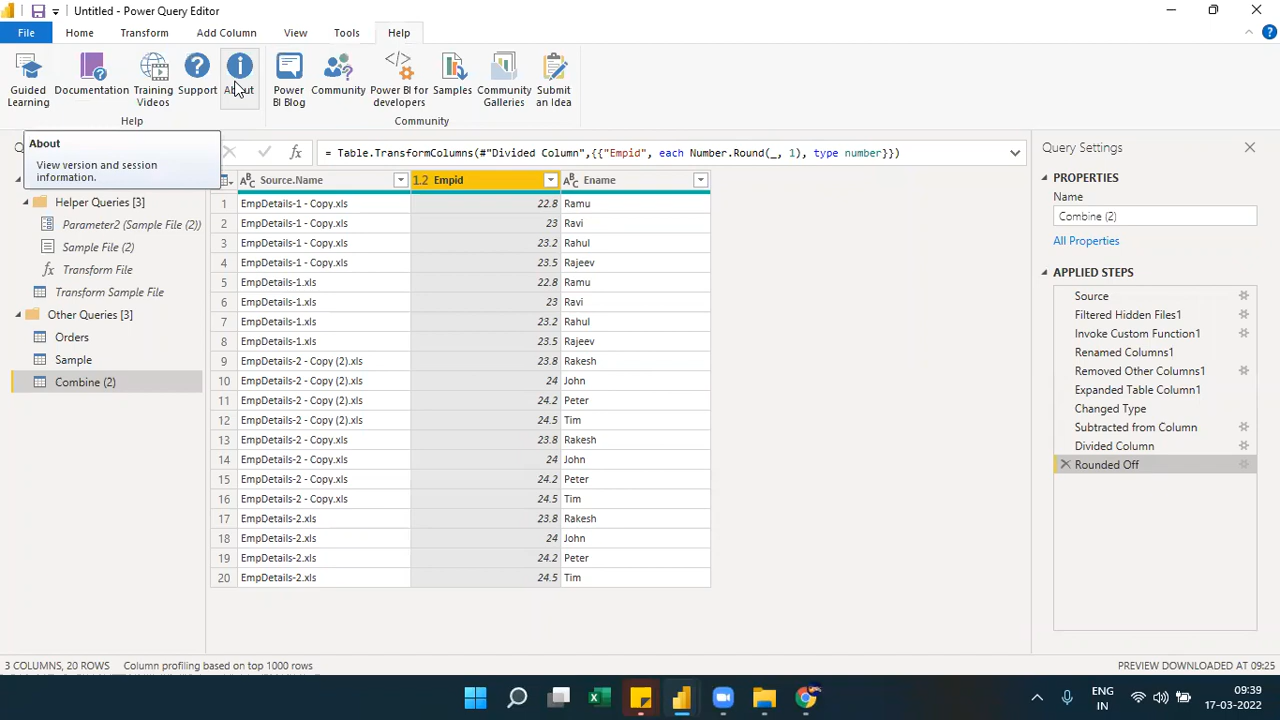 Untitled - Power Query Editor
File Home Transform Add Column View Tools Help
Guided Learning
Documentation
Training Videos
Support
About
Power BI Blog
Community
Power BI for developers
Samples
Community Galleries
Submit an Idea
Help
Community
About
View version and session
information.
= Table.TransformColumns(#"Divided Column",{{"Empid", each Number.Round(_, 1), type number}})
Helper Queries [3]
Parameter2 (Sample File (2))
Sample File (2)
fx Transform File
Transform Sample File
Other Queries [3]
Orders
Sample
Combine (2)
ABC Source.Name 1.2 Empid ABC Ename
1 EmpDetails-1 - Copy.xls 22.8 Ramu
2 EmpDetails-1 - Copy.xls 23 Ravi
3 EmpDetails-1 - Copy.xls 23.2 Rahul
4 EmpDetails-1 - Copy.xls 23.5 Rajeev
5 EmpDetails-1.xls 22.8 Ramu
6 EmpDetails-1.xls 23 Ravi
7 EmpDetails-1.xls 23.2 Rahul
8 EmpDetails-1.xls 23.5 Rajeev
9 EmpDetails-2 - Copy (2).xls 23.8 Rakesh
10 EmpDetails-2 - Copy (2).xls 24 John
11 EmpDetails-2 - Copy (2).xls 24.2 Peter
12 EmpDetails-2 - Copy (2).xls 24.5 Tim
13 EmpDetails-2 - Copy.xls 23.8 Rakesh
14 EmpDetails-2 - Copy.xls 24 John
15 EmpDetails-2 - Copy.xls 24.2 Peter
16 EmpDetails-2 - Copy.xls 24.5 Tim
17 EmpDetails-2.xls 23.8 Rakesh
18 EmpDetails-2.xls 24 John
19 EmpDetails-2.xls 24.2 Peter
20 EmpDetails-2.xls 24.5 Tim
Query Settings
PROPERTIES
Name
Combine (2)
All Properties
APPLIED STEPS
Source
Filtered Hidden Files1
Invoke Custom Function1
Renamed Columns1
Removed Other Columns1
Expanded Table Column1
Changed Type
Subtracted from Column
Divided Column
Rounded Off
3 COLUMNS, 20 ROWS Column profiling based on top 1000 rows PREVIEW DOWNLOADED AT 09:25
ENG
IN
09:39
17-03-2022